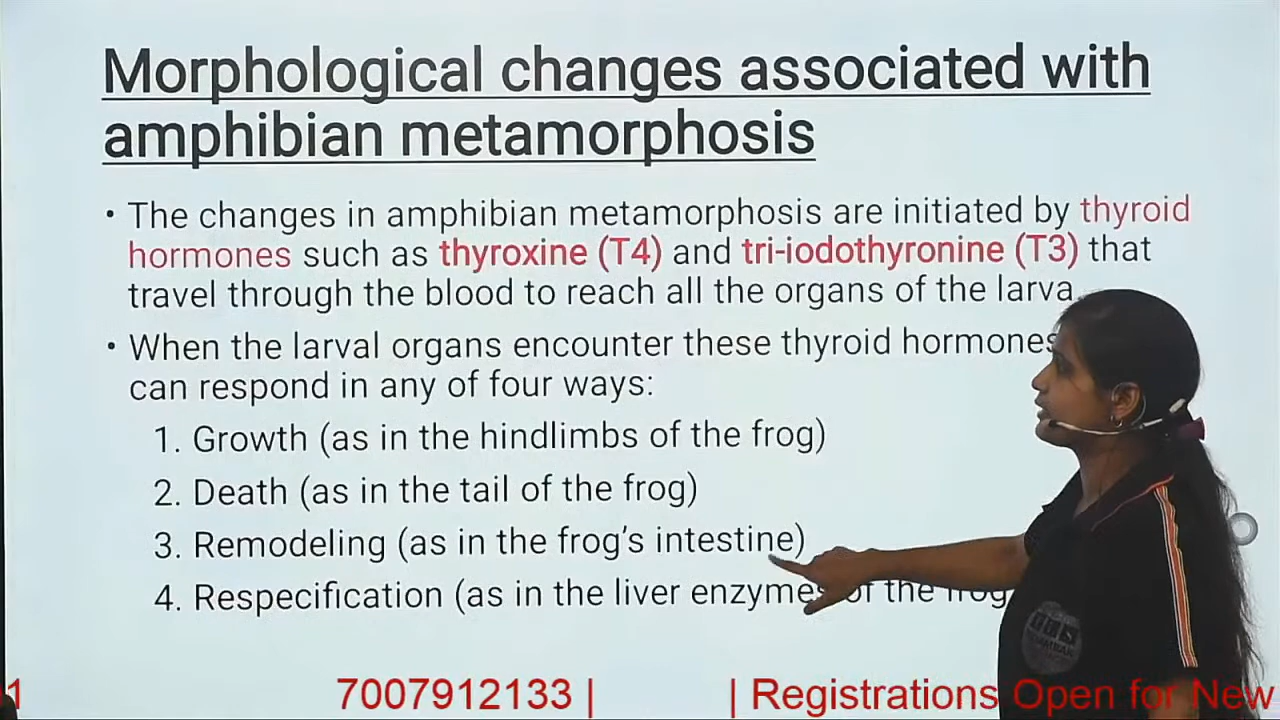 Morphological changes associated with
amphibian metamorphosis
• The changes in amphibian metamorphosis are initiated by thyroid
hormones such as thyroxine (T4) and tri-iodothyronine (T3) that
travel through the blood to reach all the organs of the larva.
• When the larval organs encounter these thyroid hormones
can respond in any of four ways:
1. Growth (as in the hindlimbs of the frog)
2. Death (as in the tail of the frog)
3. Remodeling (as in the frog's intestine)
4. Respecification (as in the liver enzymes of the frog
1 7007912133 | | Registrations Open for New